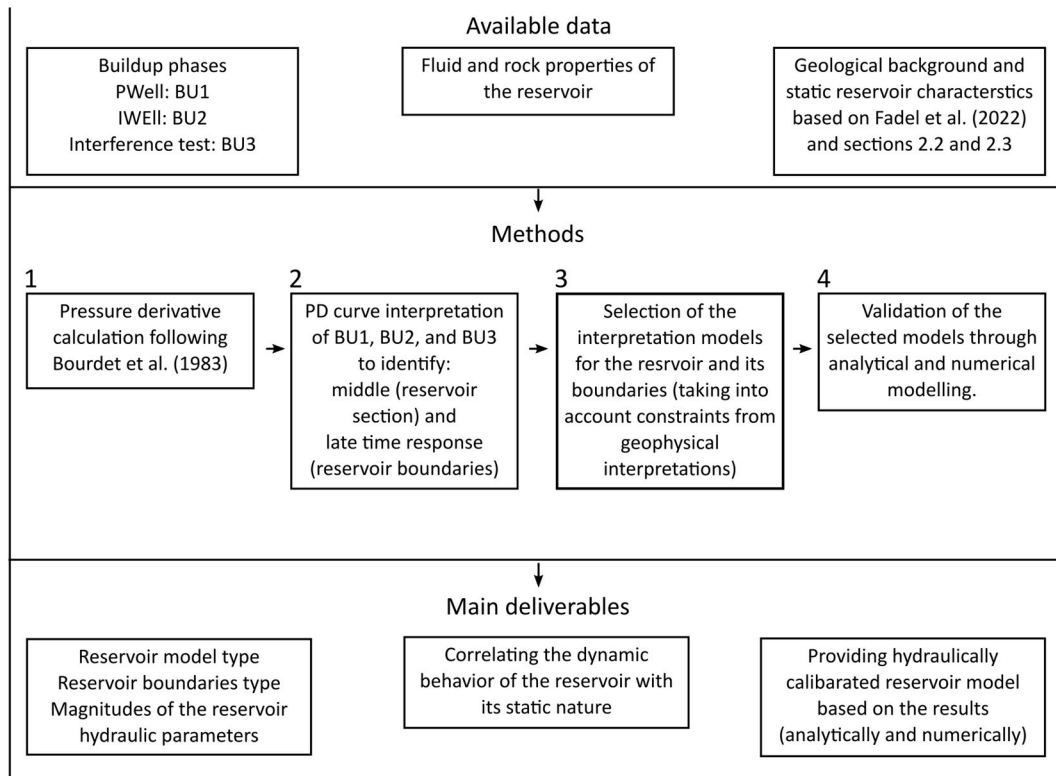 Available data
Buildup phases
PWell: BU1
IWEll: BU2
Interference test: BU3
Fluid and rock properties of
the reservoir
Geological background and
static reservoir characterstics
based on Fadel et al. (2022)
and sections 2.2 and 2.3
Methods
1
Pressure derivative
calculation following
Bourdet et al. (1983)
2
PD curve interpretation
of BU1, BU2, and BU3
to identify:
middle (reservoir
section) and
late time response
(reservoir boundaries)
3
Selection of the
interpretation models
for the resrvoir and its
boundaries (taking into
account constraints from
geophysical
interpretations)
4
Validation of the
selected models through
analytical and numerical
modelling.
Main deliverables
Reservoir model type
Reservoir boundaries type
Magnitudes of the reservoir
hydraulic parameters
Correlating the dynamic
behavior of the reservoir with
its static nature
Providing hydraulically
calibarated reservoir model
based on the results
(analytically and numerically)